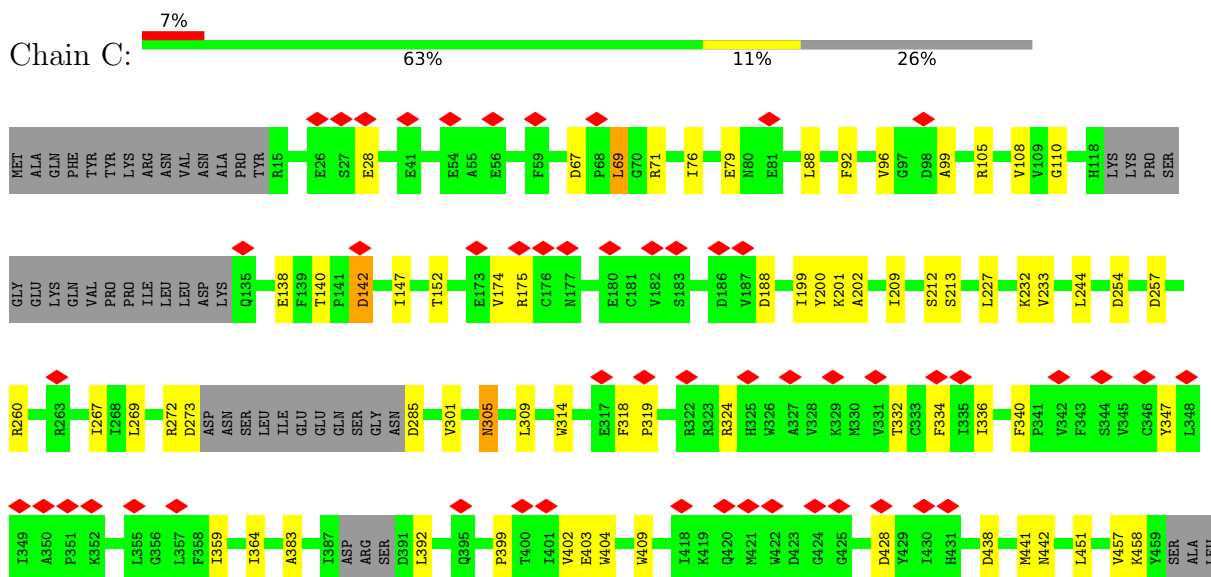 7%
Chain C:
63% 11% 26%
MET ALA GLN PHE TYR TYR LYS ARG ASN VAL ASN ALA PRO TYR R15 E26 S27 E28 E41 E54 A55 E56 F59 D67 P68 L69 G70 R71 I76 E79 N80 E81 L88 F92 V96 G97 D98 A99 R105 V108 V109 G110 H118 LYS LYS PRO SER
GLY GLU LYS GLN VAL PRO PRO ILE LEU LEU ASP LYS Q135 E138 F139 T140 P141 D142 I147 T152 E173 V174 R175 C176 N177 E180 C181 V182 S183 D186 V187 D188 I199 Y200 K201 A202 I209 S212 S213 L227 K232 V233 L244 D254 D257
R260 R263 I267 I268 L269 R272 D273 ASP ASN SER LEU ILE GLU GLU GLN SER GLY ASN D285 V301 N305 L309 W314 E317 F318 P319 R322 R323 R324 H325 W326 A327 V328 K329 M330 V331 T332 C333 F334 I335 I336 F340 P341 V342 F343 S344 V345 C346 Y347 L348
I349 A350 P351 K352 L355 G356 L357 F358 I359 I364 A383 I387 ASP ARG SER D391 L392 Q395 P399 T400 I401 V402 E403 W404 W409 I418 K419 Q420 M421 W422 D423 G424 G425 D428 Y429 I430 H431 D438 M441 N442 L451 V457 K458 Y459 SER ALA LEU